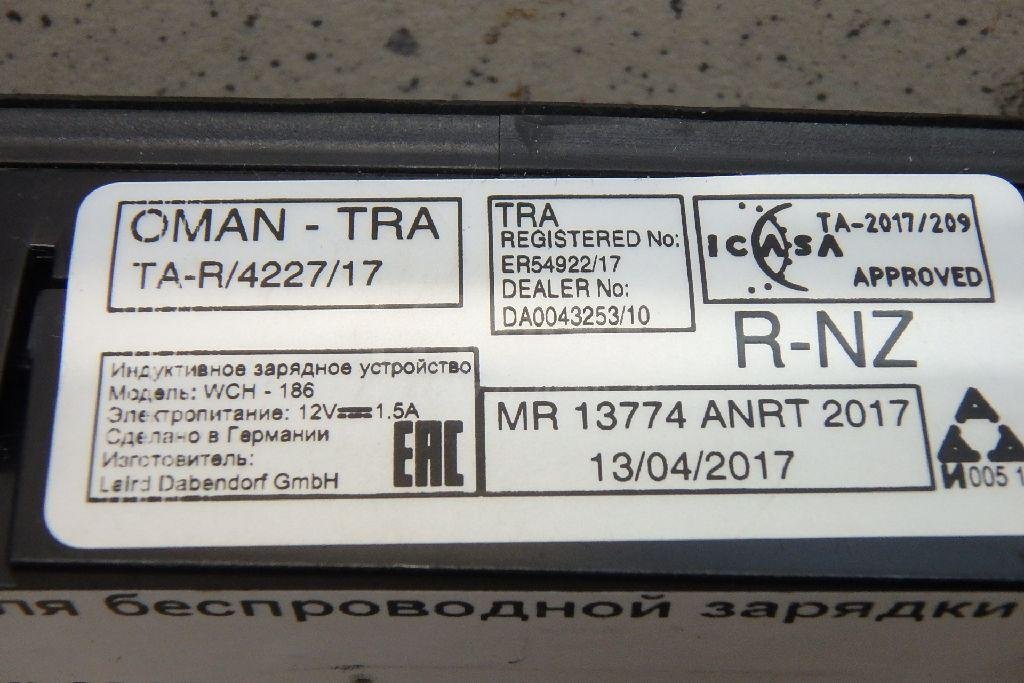 OMAN - TRA
TA-R/4227/17
TRA
REGISTERED No:
ER54922/17
DEALER No:
DA0043253/10
ICASA
TA-2017/209
APPROVED
R-NZ
Индуктивное зарядное устройство
Модель: WCH - 186
Электропитание: 12V 1.5A
Сделано в Германии
Изготовитель:
Laird Dabendorf GmbH
EAC
MR 13774 ANRT 2017
13/04/2017
И005 1
ля беспроводной зарядки